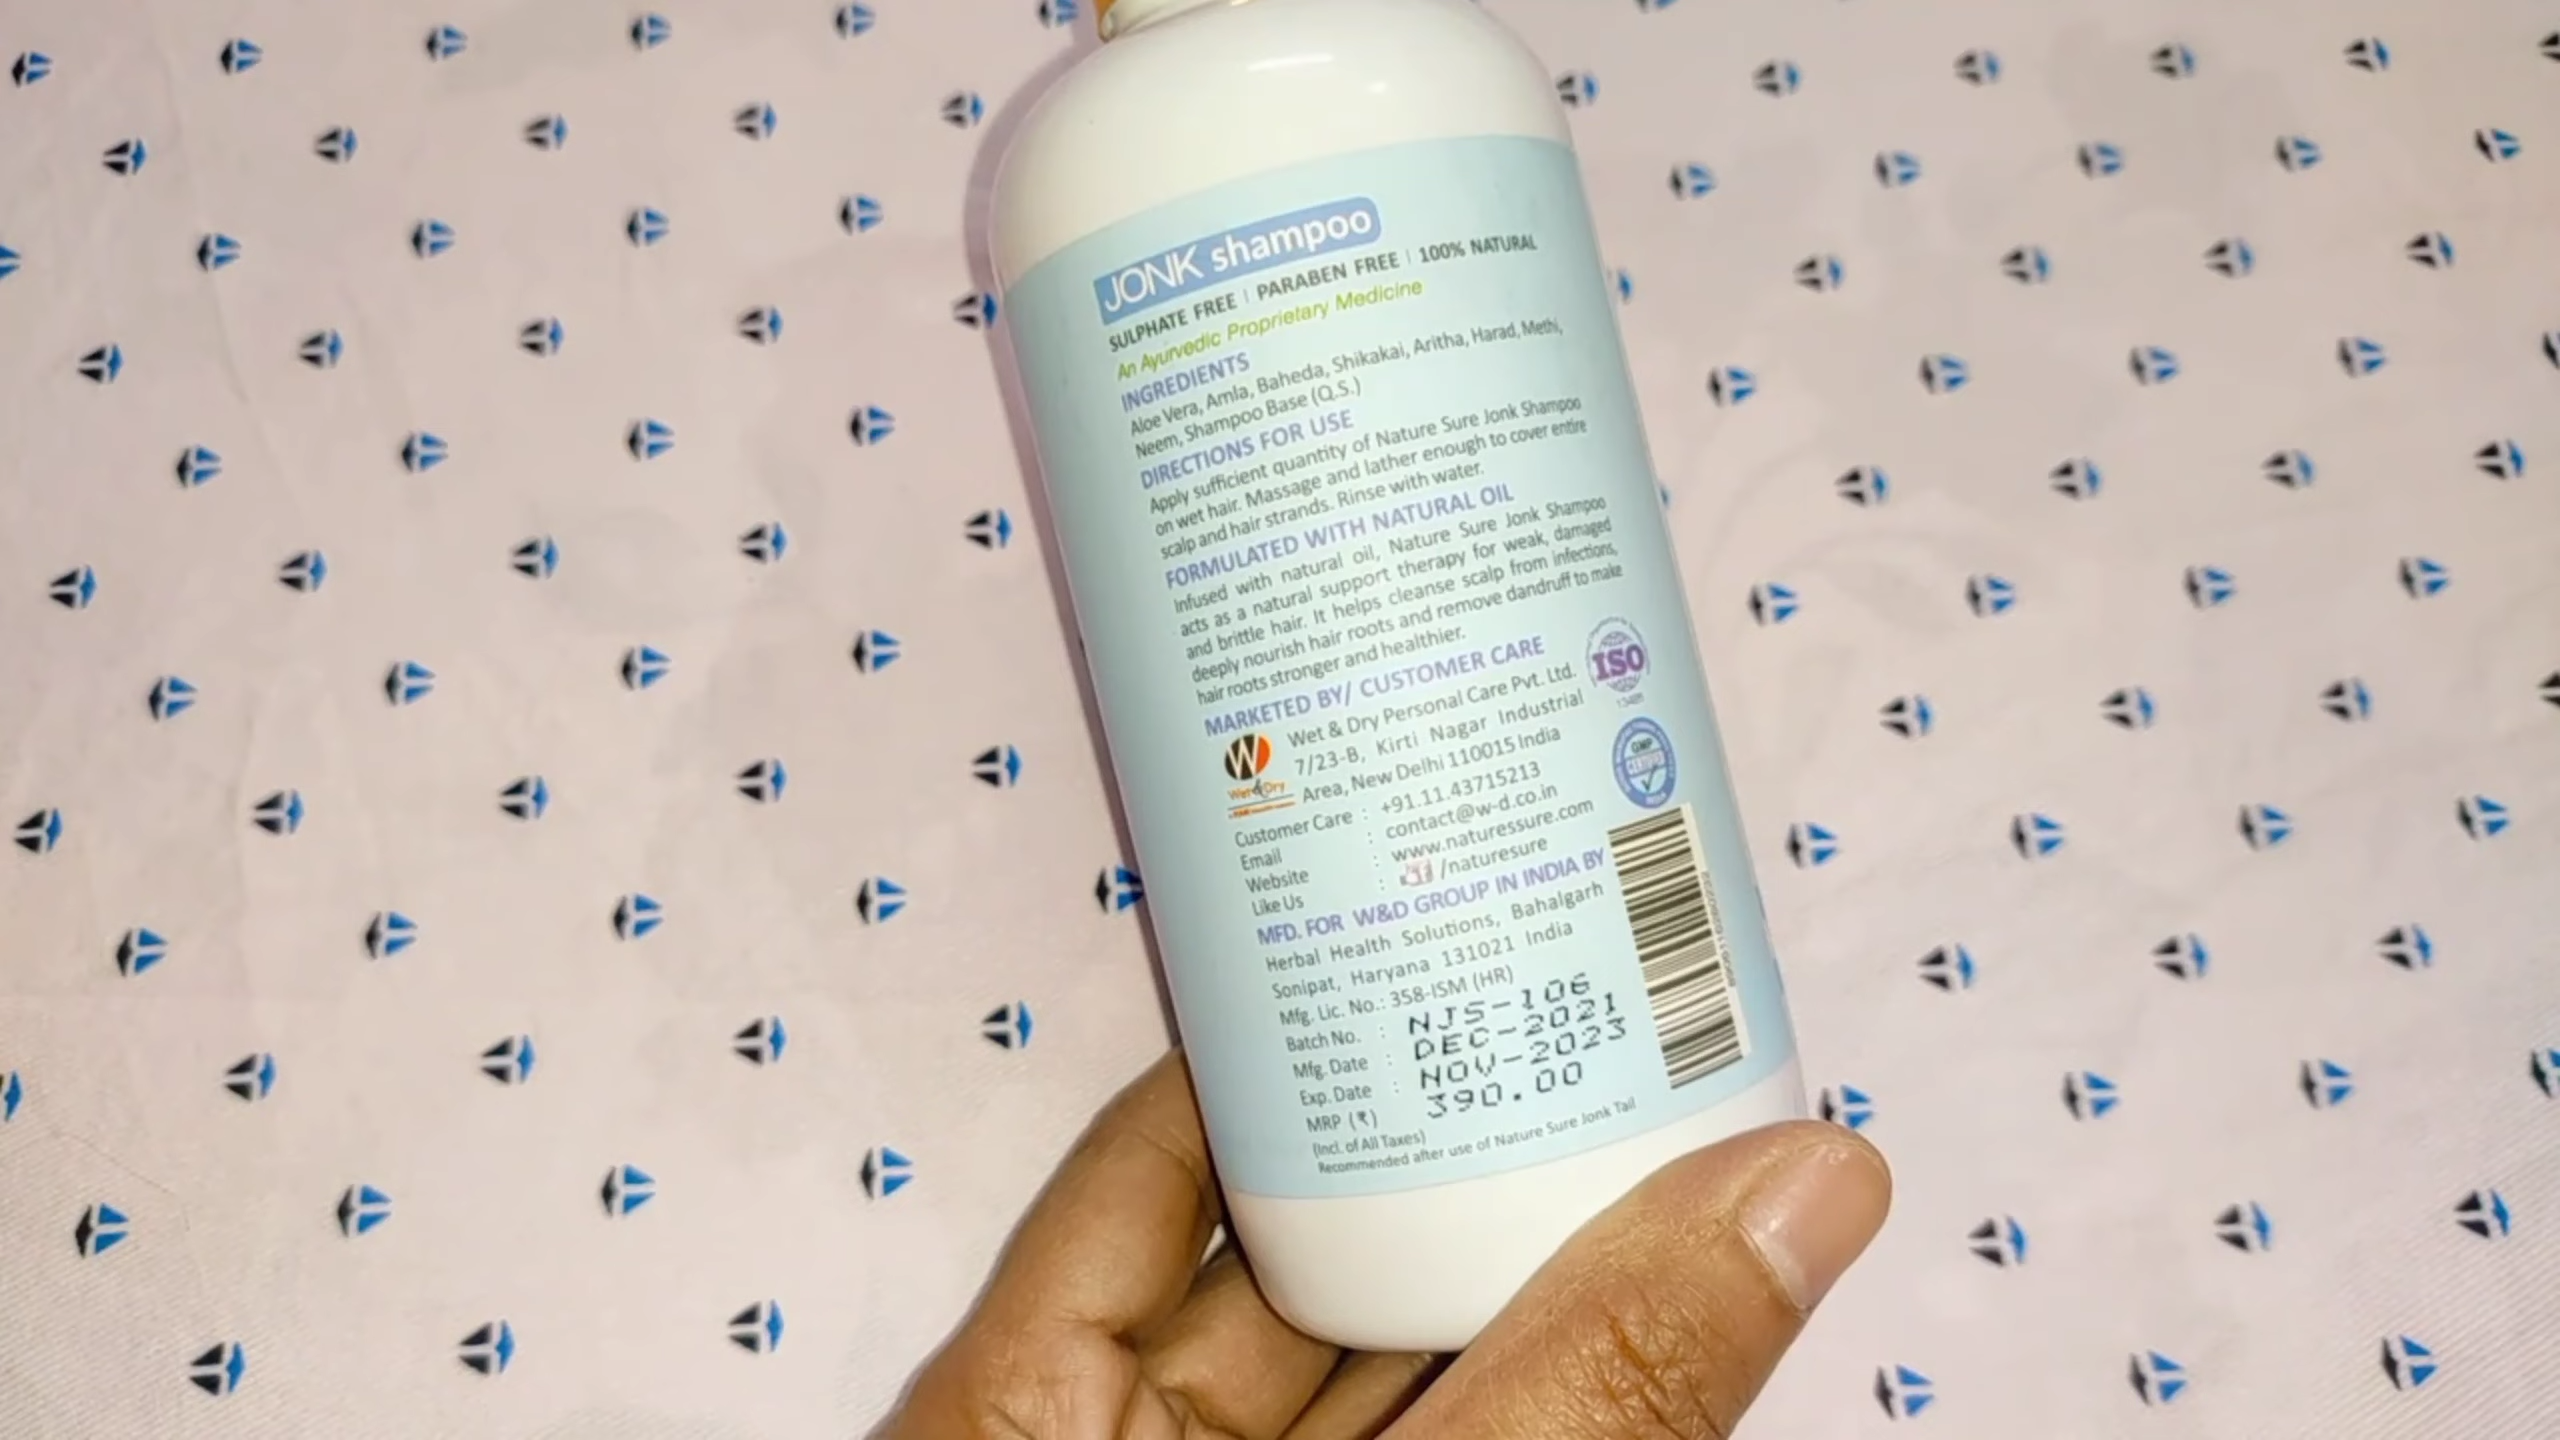 JONK shampoo
SULPHATE FREE | PARABEN FREE | 100% NATURAL
An Ayurvedic Proprietary Medicine
INGREDIENTS
Aloe Vera, Amla, Baheda, Shikakai, Aritha, Harad, Methi,
Neem, Shampoo Base (Q.S.)
DIRECTIONS FOR USE
Apply sufficient quantity of Nature Sure Jonk Shampoo
on wet hair. Massage and lather enough to cover entire
scalp and hair strands. Rinse with water.
FORMULATED WITH NATURAL OIL
Infused with natural oil, Nature Sure Jonk Shampoo
acts as a natural support therapy for weak, damaged
and brittle hair. It helps cleanse scalp from infections,
deeply nourish hair roots and remove dandruff to make
hair roots stronger and healthier.
MARKETED BY/ CUSTOMER CARE
W
Wet & Dry
Wet & Dry Personal Care Pvt. Ltd.
7/23-B, Kirti Nagar Industrial
Area, New Delhi 110015 India
Customer Care : +91.11.43715213
Email : contact@w-d.co.in
Website : www.naturessure.com
Like Us : f /naturesure
ISO
GMP
CERTIFIED
MFD. FOR W&D GROUP IN INDIA BY
Herbal Health Solutions, Bahalgarh
Sonipat, Haryana 131021 India
Mfg. Lic. No.: 358-ISM (HR)
Batch No. : NJS-106
Mfg. Date : DEC-2021
Exp. Date : NOV-2023
MRP (₹) 390.00
(Incl. of All Taxes)
Recommended after use of Nature Sure Jonk Tail